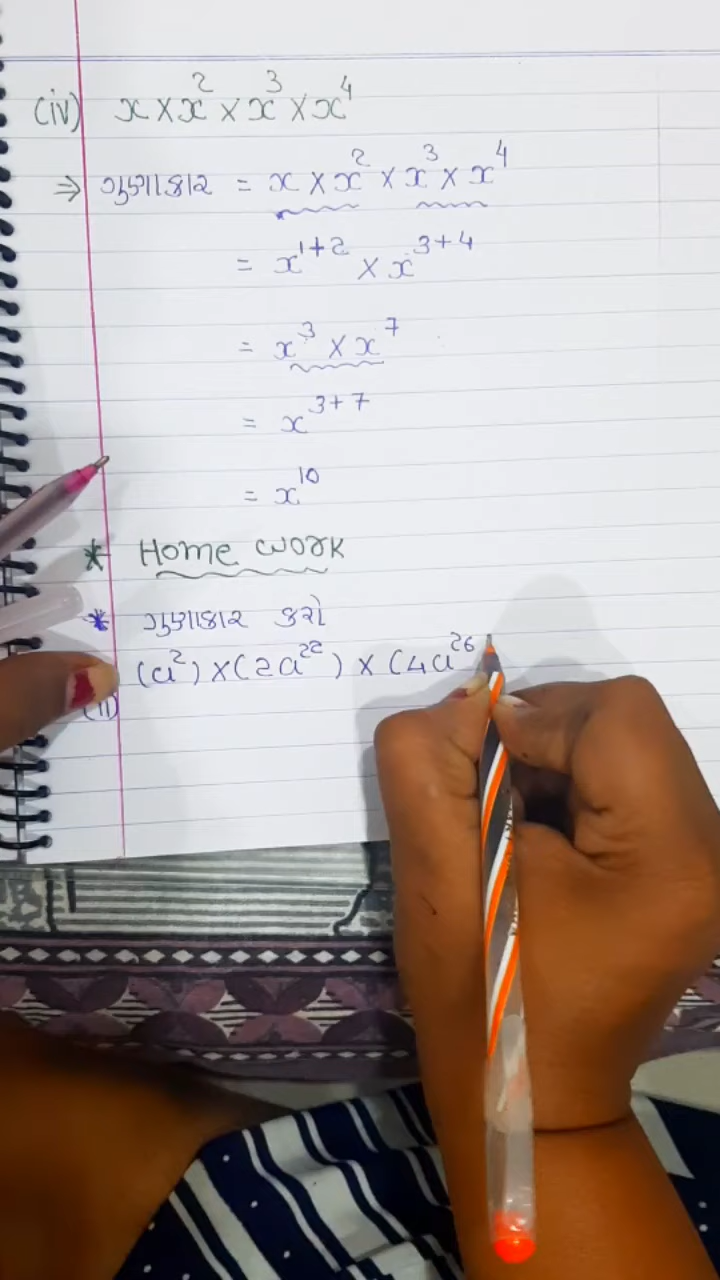 (iv) x × x² × x³ × x⁴
⇒ ગુણાકાર = x × x² × x³ × x⁴
= x¹⁺² × x³⁺⁴
= x³ × x⁷
= x³⁺⁷
= x¹⁰
* Home work
* ગુણાકાર કરો
(a²) × (2a²²) × (4a²⁶
(ii)